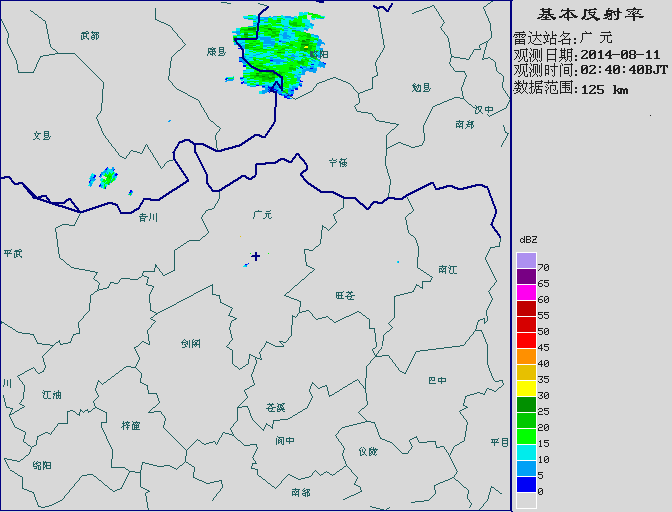 基本反射率
雷达站名:广 元
观测日期:2014-08-11
观测时间:02:40:40BJT
数据范围:125 km
武都
康县
勉县
汉中
南郑
文县
宁强
青川
广元
平武
南江
旺苍
剑阁
川
江油
巴中
苍溪
梓潼
阆中
仪陇
平昌
绵阳
南部
dBZ
70
65
60
55
50
45
40
35
30
25
20
15
10
5
0